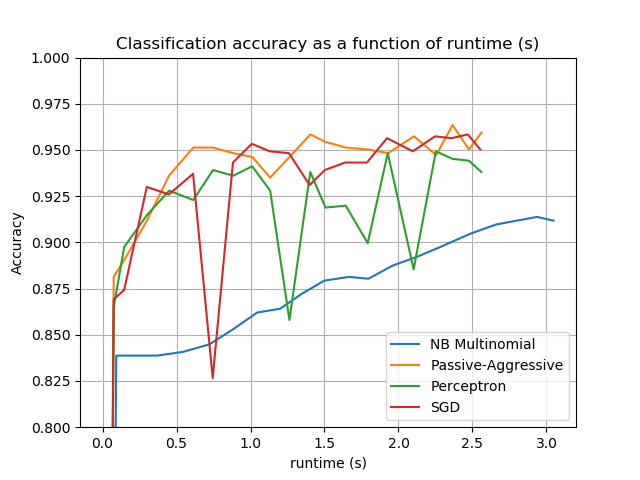 Classification accuracy as a function of runtime (s)
1.000
0.975
0.950
0.925
0.900
0.875
0.850
0.825
0.800
Accuracy
NB Multinomial
Passive-Aggressive
Perceptron
SGD
0.0 0.5 1.0 1.5 2.0 2.5 3.0
runtime (s)